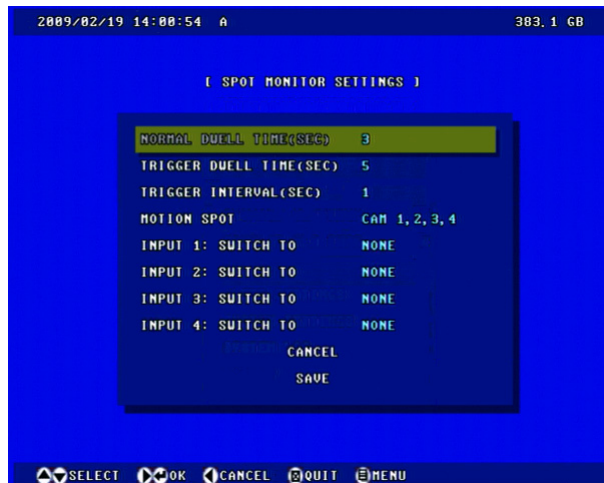 2009/02/19 14:00:54 A 383.1 GB
[ SPOT MONITOR SETTINGS ]
NORMAL DWELL TIME(SEC) 3
TRIGGER DWELL TIME(SEC) 5
TRIGGER INTERVAL(SEC) 1
MOTION SPOT CAM 1,2,3,4
INPUT 1: SWITCH TO NONE
INPUT 2: SWITCH TO NONE
INPUT 3: SWITCH TO NONE
INPUT 4: SWITCH TO NONE
CANCEL
SAVE
SELECT OK CANCEL QUIT MENU